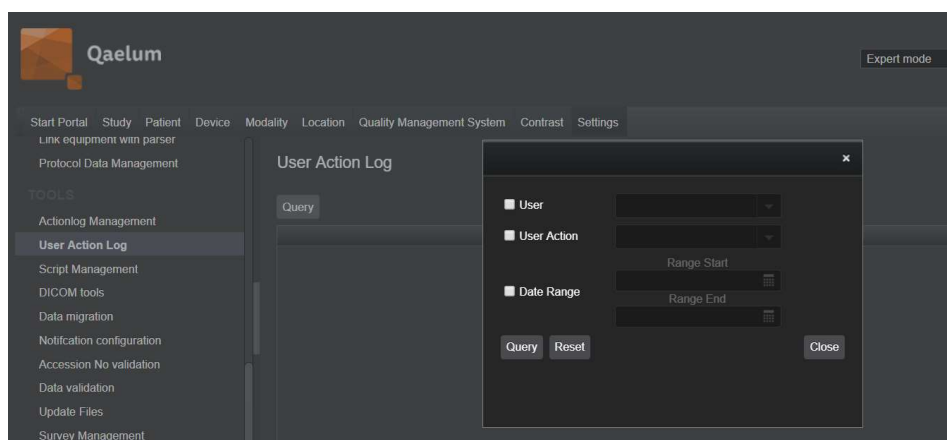 Qaelum
Expert mode
Start Portal Study Patient Device Modality Location Quality Management System Contrast Settings
Link equipment with parser
Protocol Data Management
TOOLS
Actionlog Management
User Action Log
Script Management
DICOM tools
Data migration
Notifcation configuration
Accession No validation
Data validation
Update Files
Survey Management
User Action Log
Query
×
User
User Action
Range Start
Date Range
Range End
Query Reset Close